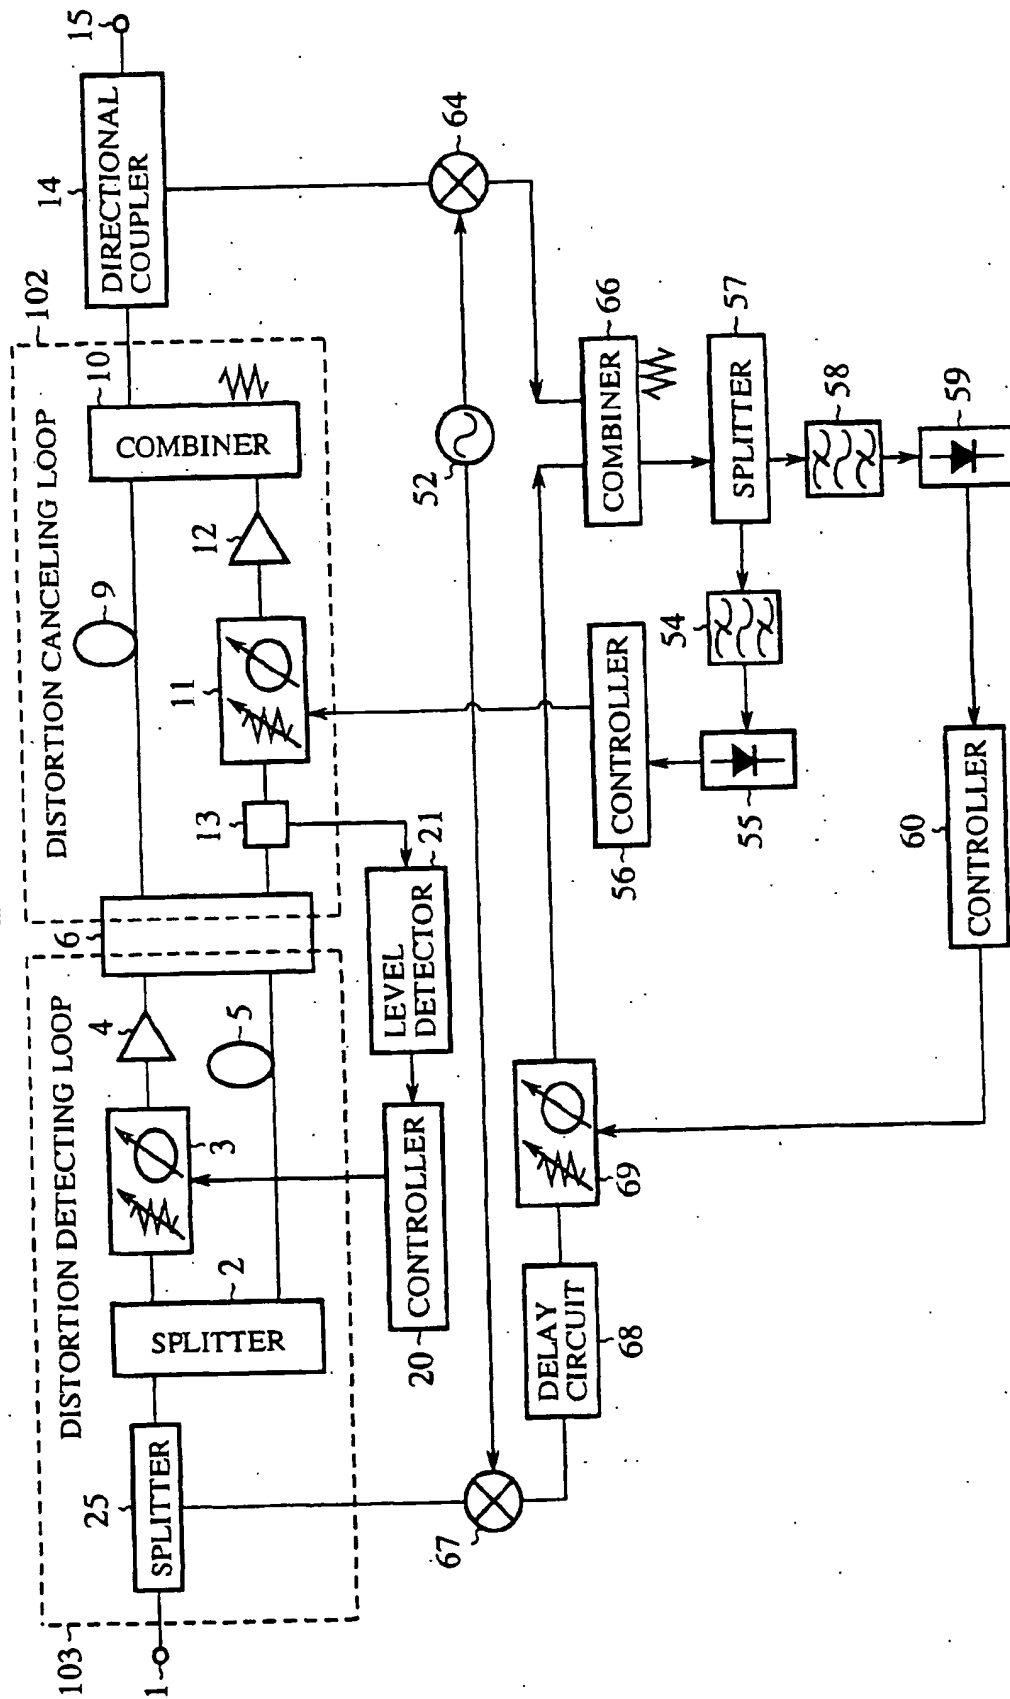 DISTORTION DETECTING LOOP
DISTORTION CANCELING LOOP
103
102
1
25
SPLITTER
2
SPLITTER
3
4
5
6
9
10
COMBINER
11
12
13
14
DIRECTIONAL
COUPLER
15
20
CONTROLLER
21
LEVEL
DETECTOR
52
64
67
68
DELAY
CIRCUIT
69
66
COMBINER
57
SPLITTER
54
55
56
CONTROLLER
58
59
60
CONTROLLER